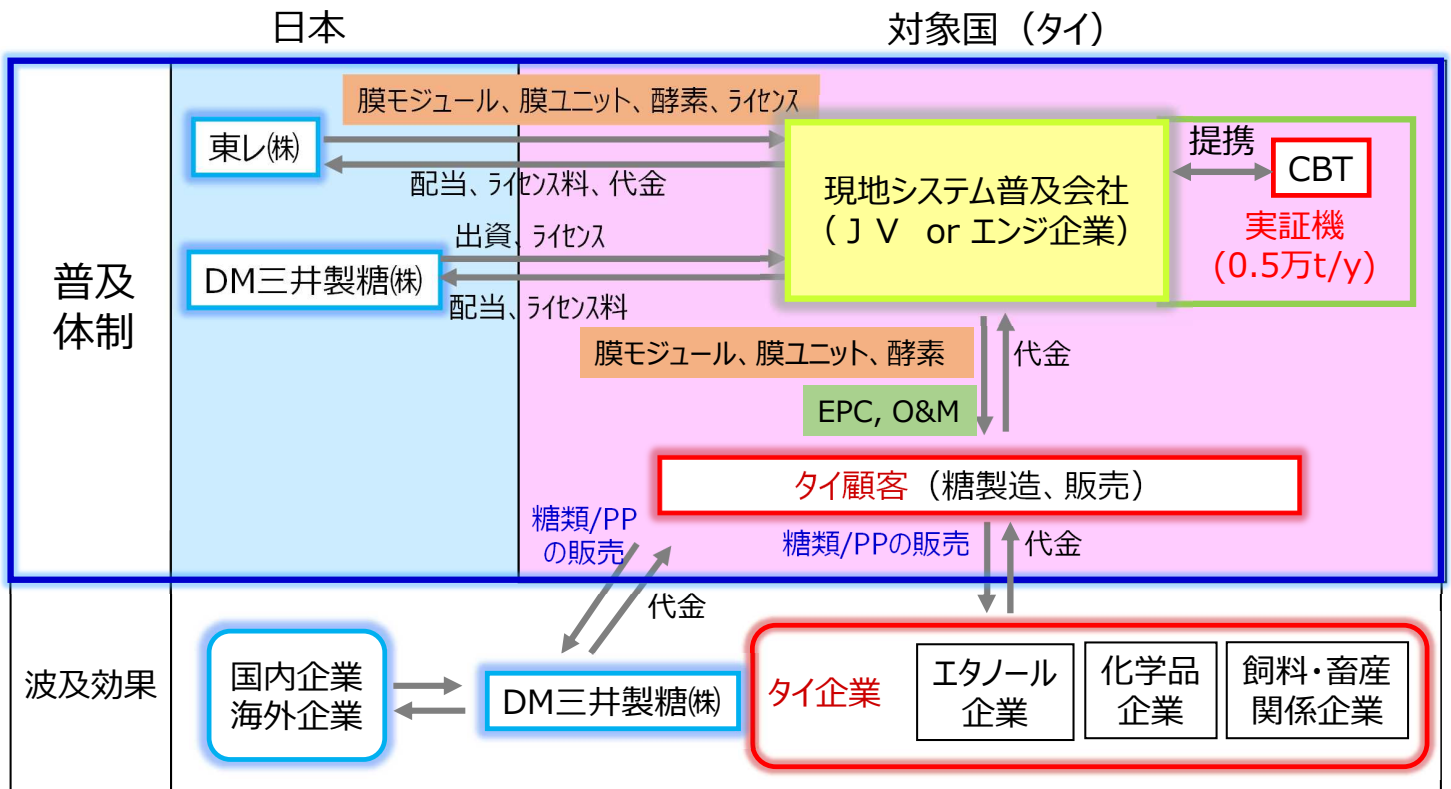 日本
対象国（タイ）
膜モジュール、膜ユニット、酵素、ライセンス
東レ㈱
提携
CBT
配当、ライセンス料、代金
現地システム普及会社
（ＪＶ or エンジ企業）
実証機
(0.5万t/y)
出資、ライセンス
DM三井製糖㈱
配当、ライセンス料
普及
体制
膜モジュール、膜ユニット、酵素
代金
EPC, O&M
タイ顧客（糖製造、販売）
糖類/PP
の販売
糖類/PPの販売
代金
代金
波及効果
国内企業
海外企業
DM三井製糖㈱
タイ企業
エタノール
企業
化学品
企業
飼料・畜産
関係企業